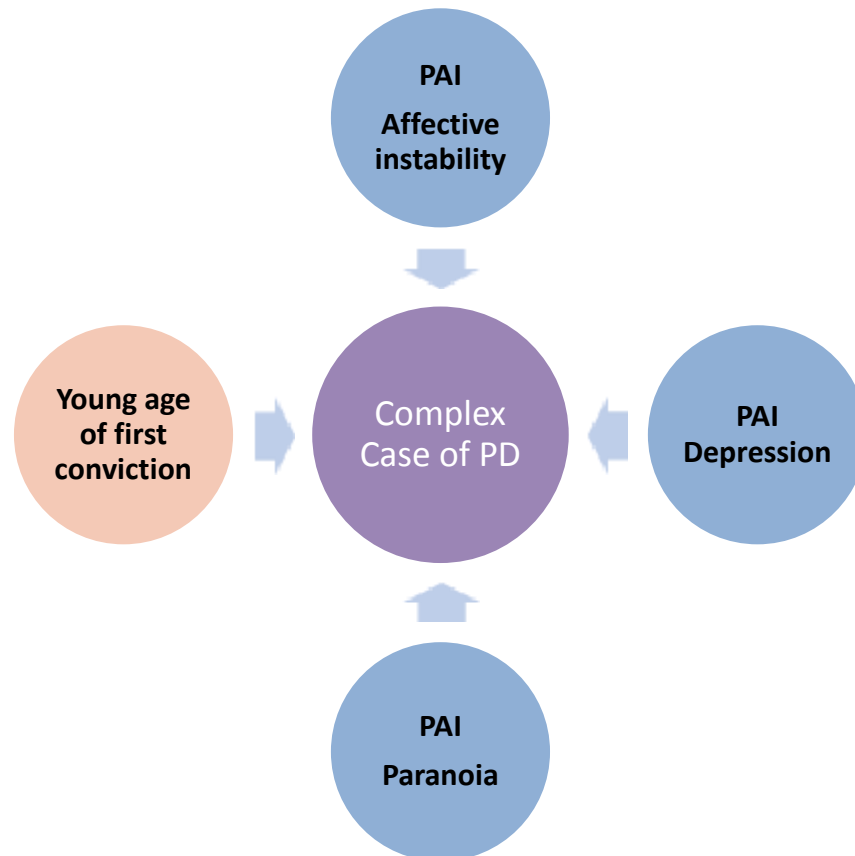 PAI
Affective
instability
Young age
of first
conviction
Complex
Case of PD
PAI
Depression
PAI
Paranoia